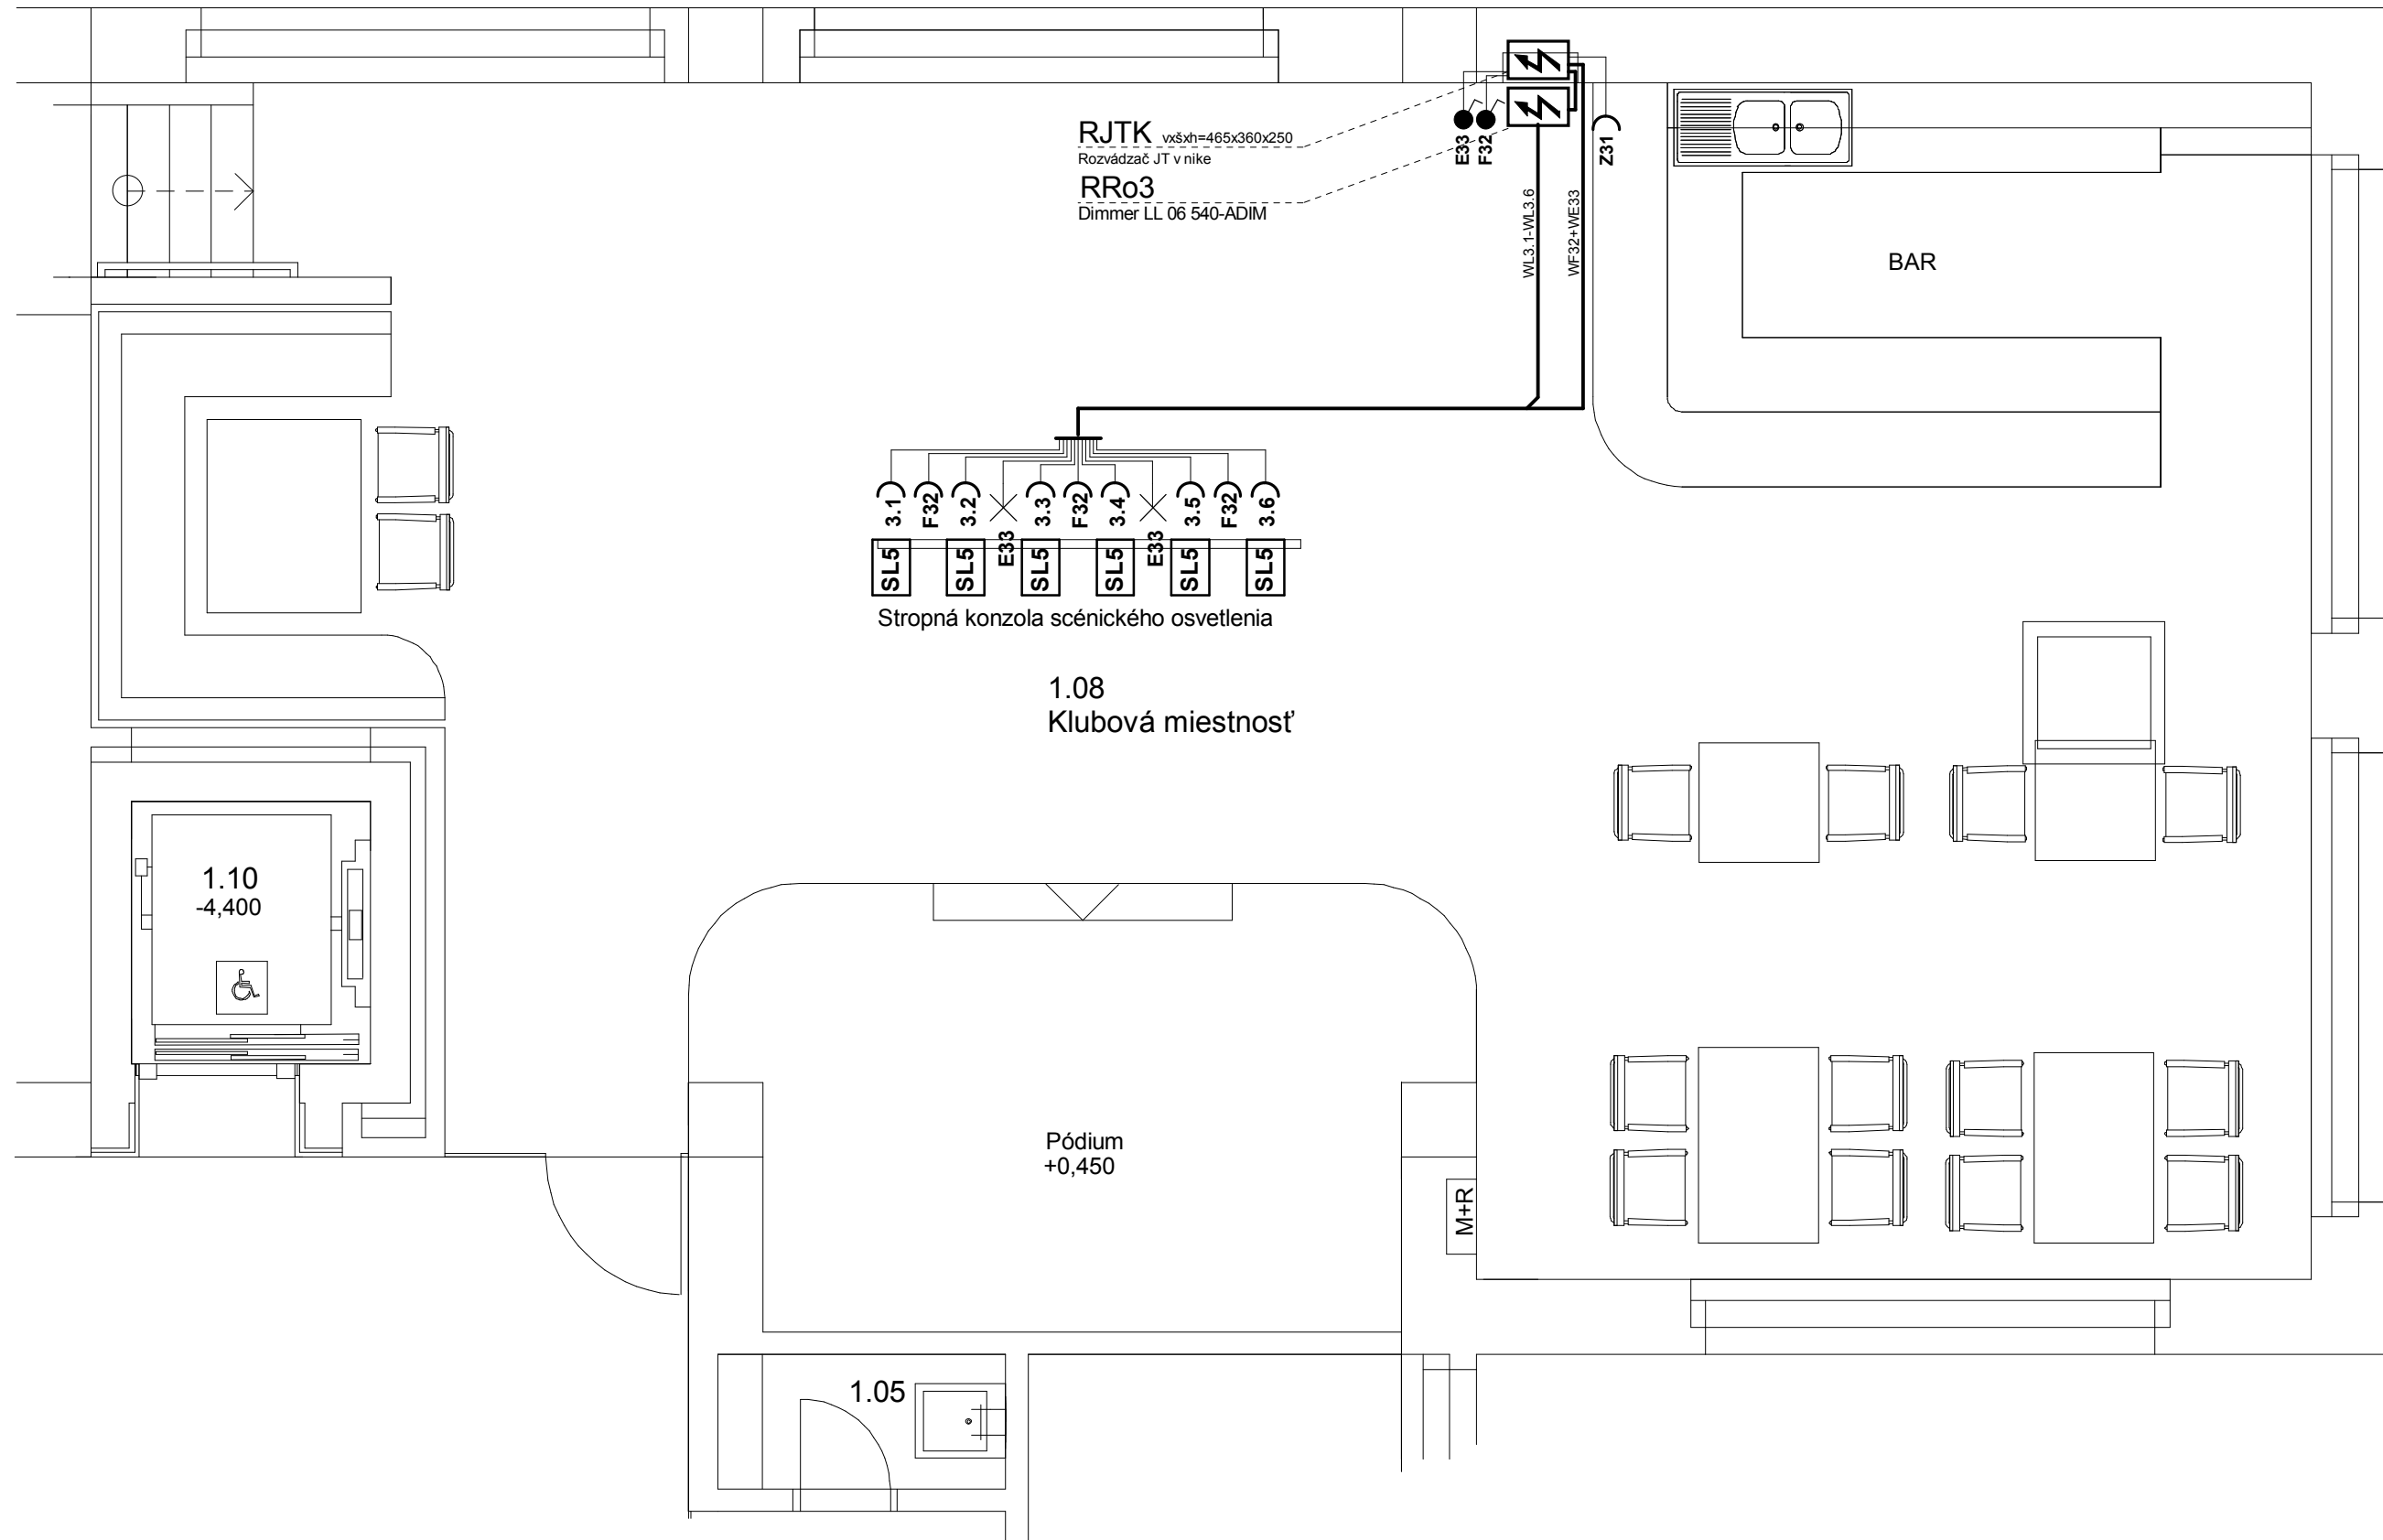 RJTK vxšxh=465x360x250
Rozvádzač JT v nike
RRo3
Dimmer LL 06 540-ADIM
E33
F32
Z31
WL3.1-WL3.6
WF32+WE33
BAR
3.1
F32
3.2
E33
3.3
F32
3.4
E33
3.5
F32
3.6
SL5
SL5
SL5
SL5
SL5
SL5
Stropná konzola scénického osvetlenia
1.08
Klubová miestnosť
1.10
-4,400
Pódium
+0,450
M+R
1.05